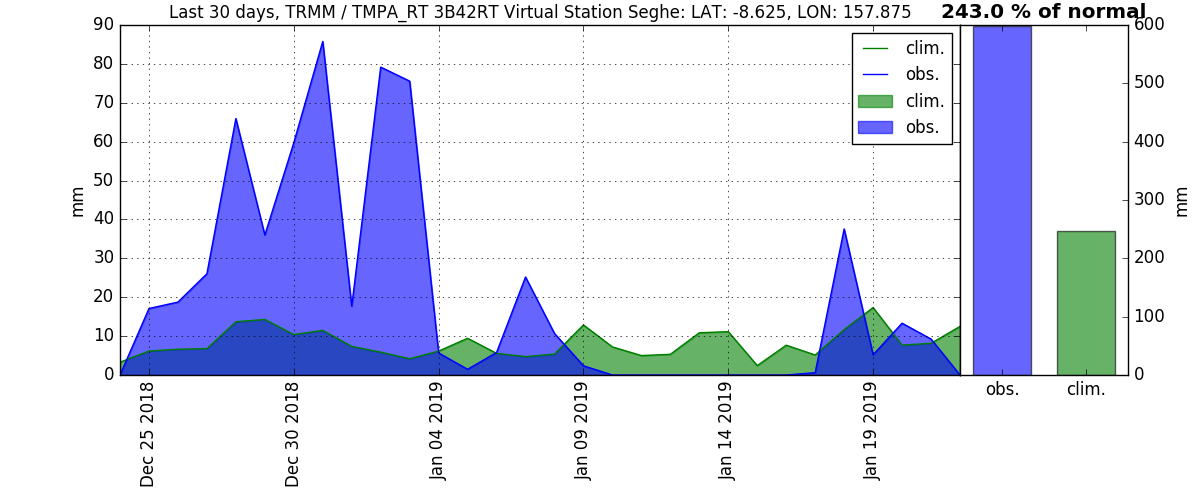 Last 30 days, TRMM / TMPA_RT 3B42RT Virtual Station Seghe: LAT: -8.625, LON: 157.875
243.0 % of normal
90
80
70
60
50
40
30
20
10
0
mm
clim.
obs.
clim.
obs.
600
500
400
300
200
100
0
mm
Dec 25 2018
Dec 30 2018
Jan 04 2019
Jan 09 2019
Jan 14 2019
Jan 19 2019
obs.
clim.